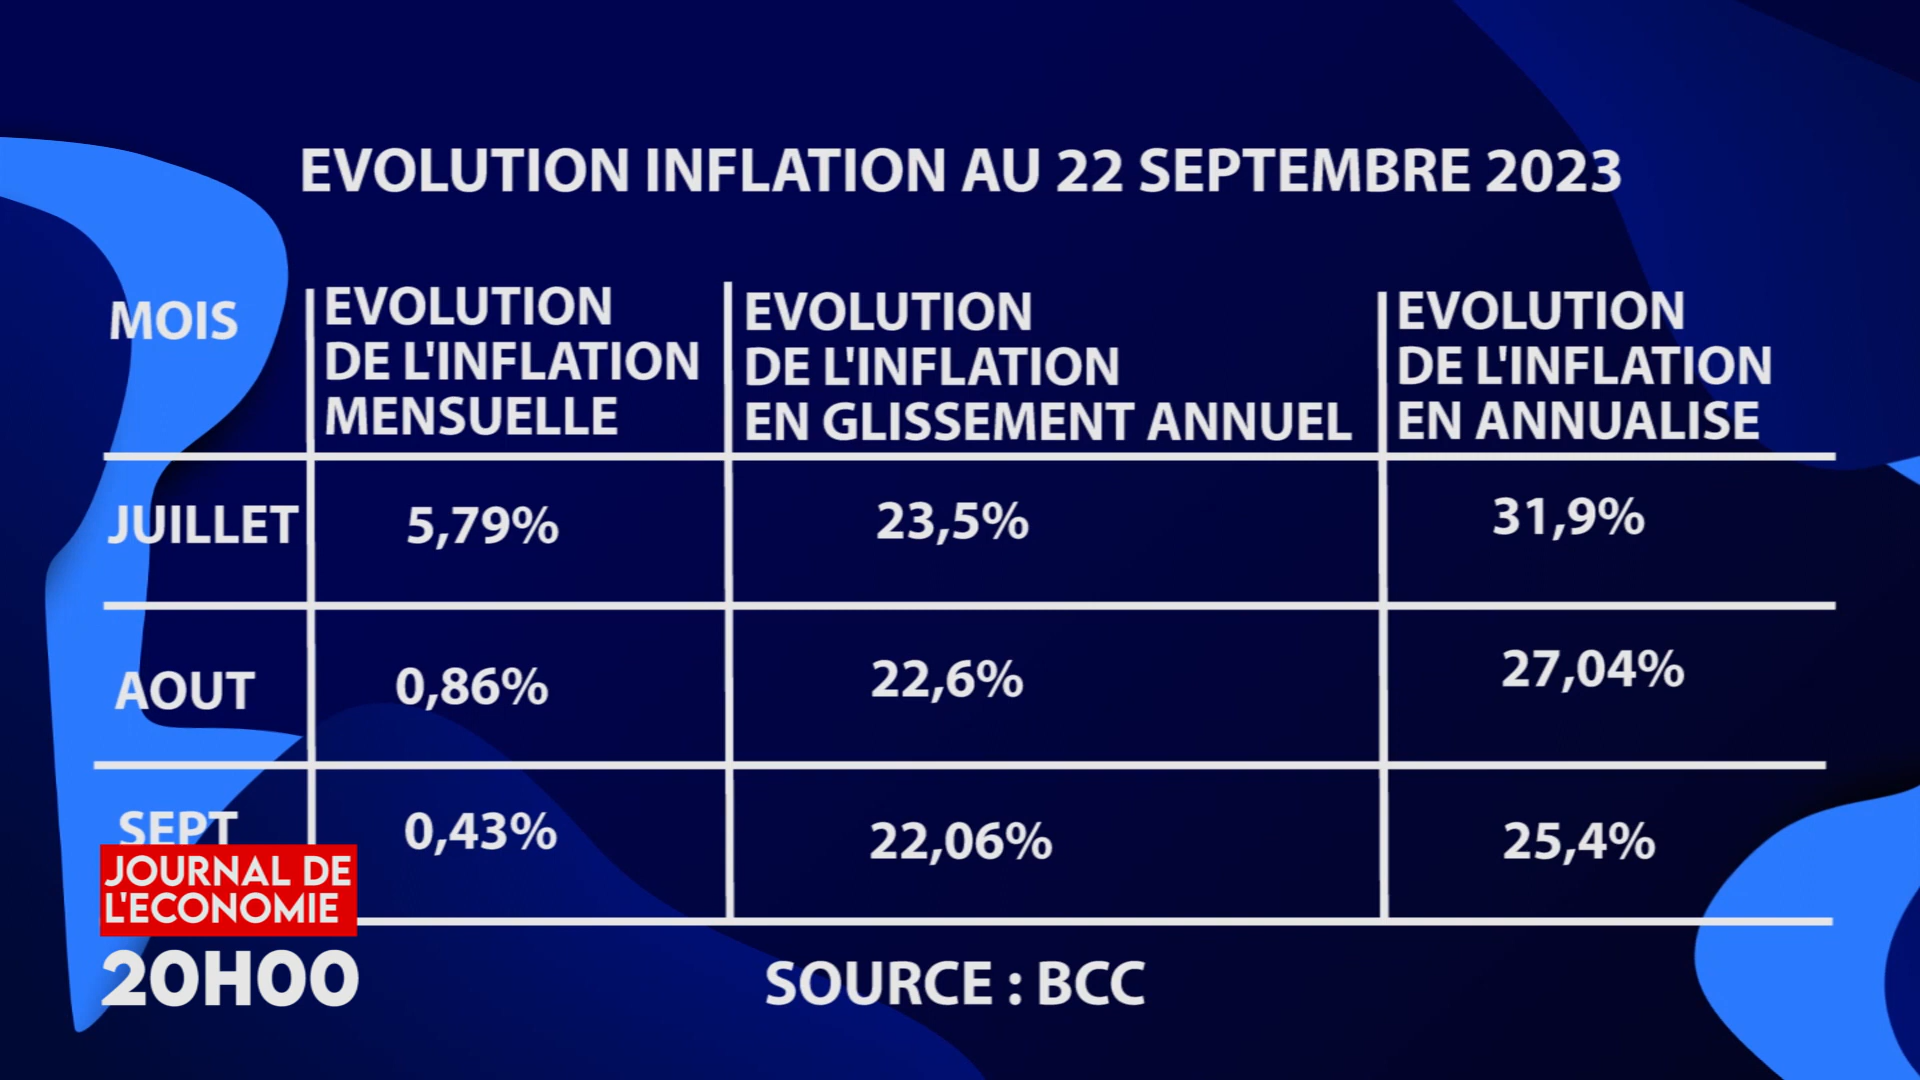 EVOLUTION INFLATION AU 22 SEPTEMBRE 2023
MOIS
EVOLUTION
DE L'INFLATION
MENSUELLE
EVOLUTION
DE L'INFLATION
EN GLISSEMENT ANNUEL
EVOLUTION
DE L'INFLATION
EN ANNUALISE
JUILLET 5,79% 23,5% 31,9%
AOUT 0,86% 22,6% 27,04%
SEPT 0,43% 22,06% 25,4%
JOURNAL DE
L'ECONOMIE
20H00
SOURCE : BCC